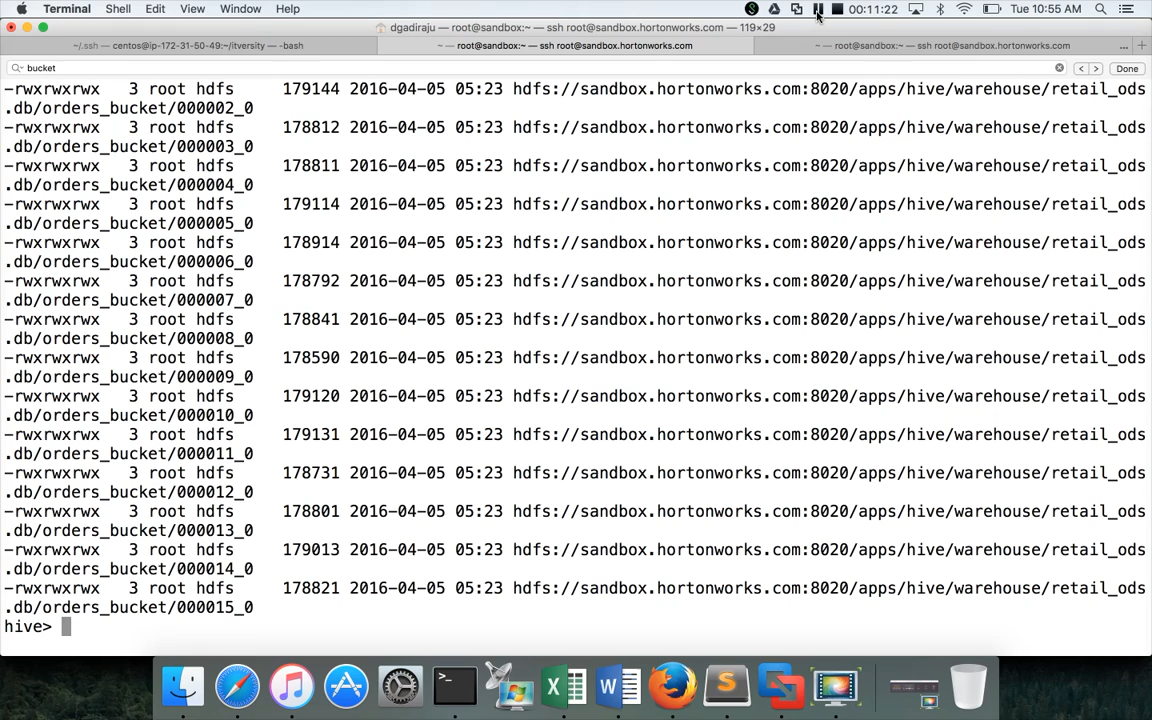 Terminal Shell Edit View Window Help 00:11:22 Tue 10:55 AM
dgadiraju — root@sandbox:~ — ssh root@sandbox.hortonworks.com — 119×29
~/.ssh — centos@ip-172-31-50-49:~/itversity — -bash ~ — root@sandbox:~ — ssh root@sandbox.hortonworks.com ~ — root@sandbox:~ — ssh root@sandbox.hortonworks.com ... +
bucket < > Done
-rwxrwxrwx   3 root hdfs     179144 2016-04-05 05:23 hdfs://sandbox.hortonworks.com:8020/apps/hive/warehouse/retail_ods
.db/orders_bucket/000002_0
-rwxrwxrwx   3 root hdfs     178812 2016-04-05 05:23 hdfs://sandbox.hortonworks.com:8020/apps/hive/warehouse/retail_ods
.db/orders_bucket/000003_0
-rwxrwxrwx   3 root hdfs     178811 2016-04-05 05:23 hdfs://sandbox.hortonworks.com:8020/apps/hive/warehouse/retail_ods
.db/orders_bucket/000004_0
-rwxrwxrwx   3 root hdfs     179114 2016-04-05 05:23 hdfs://sandbox.hortonworks.com:8020/apps/hive/warehouse/retail_ods
.db/orders_bucket/000005_0
-rwxrwxrwx   3 root hdfs     178914 2016-04-05 05:23 hdfs://sandbox.hortonworks.com:8020/apps/hive/warehouse/retail_ods
.db/orders_bucket/000006_0
-rwxrwxrwx   3 root hdfs     178792 2016-04-05 05:23 hdfs://sandbox.hortonworks.com:8020/apps/hive/warehouse/retail_ods
.db/orders_bucket/000007_0
-rwxrwxrwx   3 root hdfs     178841 2016-04-05 05:23 hdfs://sandbox.hortonworks.com:8020/apps/hive/warehouse/retail_ods
.db/orders_bucket/000008_0
-rwxrwxrwx   3 root hdfs     178590 2016-04-05 05:23 hdfs://sandbox.hortonworks.com:8020/apps/hive/warehouse/retail_ods
.db/orders_bucket/000009_0
-rwxrwxrwx   3 root hdfs     179120 2016-04-05 05:23 hdfs://sandbox.hortonworks.com:8020/apps/hive/warehouse/retail_ods
.db/orders_bucket/000010_0
-rwxrwxrwx   3 root hdfs     179131 2016-04-05 05:23 hdfs://sandbox.hortonworks.com:8020/apps/hive/warehouse/retail_ods
.db/orders_bucket/000011_0
-rwxrwxrwx   3 root hdfs     178731 2016-04-05 05:23 hdfs://sandbox.hortonworks.com:8020/apps/hive/warehouse/retail_ods
.db/orders_bucket/000012_0
-rwxrwxrwx   3 root hdfs     178801 2016-04-05 05:23 hdfs://sandbox.hortonworks.com:8020/apps/hive/warehouse/retail_ods
.db/orders_bucket/000013_0
-rwxrwxrwx   3 root hdfs     179013 2016-04-05 05:23 hdfs://sandbox.hortonworks.com:8020/apps/hive/warehouse/retail_ods
.db/orders_bucket/000014_0
-rwxrwxrwx   3 root hdfs     178821 2016-04-05 05:23 hdfs://sandbox.hortonworks.com:8020/apps/hive/warehouse/retail_ods
.db/orders_bucket/000015_0
hive>